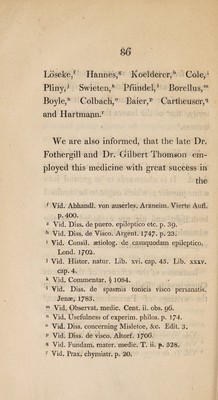 86
Löseke,f Hannes,g Koelderer,h Cole,i
Pliny,j Swieten,k Pfündel,l Borellus,m
Boyle,n Colbach,o Baier,p Cartheuser,q
and Hartmann.r
We are also informed, that the late Dr.
Fothergill and Dr. Gilbert Thomson em-
ployed this medicine with great success in
the
f Vid. Abhandl. von auserles. Arzneim. Vierte Aufl.
p. 400.
g Vid. Diss. de puero. epileptico etc. p. 39.
h Vid. Diss. de Visco. Argent. 1747. p. 23.
i Vid. Consil. ætiolog. de casuquodam epileptico.
Lond. 1702.
j Vid. Histor. natur. Lib. xvi. cap. 45. Lib. xxxv.
cap. 4.
k Vid. Commentar. § 1084.
l Vid. Diss. de spasmis tonicis visco persanatis.
Jenæ, 1783.
m Vid. Observat. medic. Cent. ii. obs. 96.
n Vid. Usefulness of experim. philos. p. 174.
o Vid. Diss. concerning Misletoe, &c. Edit. 3.
p Vid. Diss. de visco. Altorf. 1706.
q Vid. Fundam. mater. medic. T. ii. p. 328.
r Vid. Prax. chymiatr. p. 20.